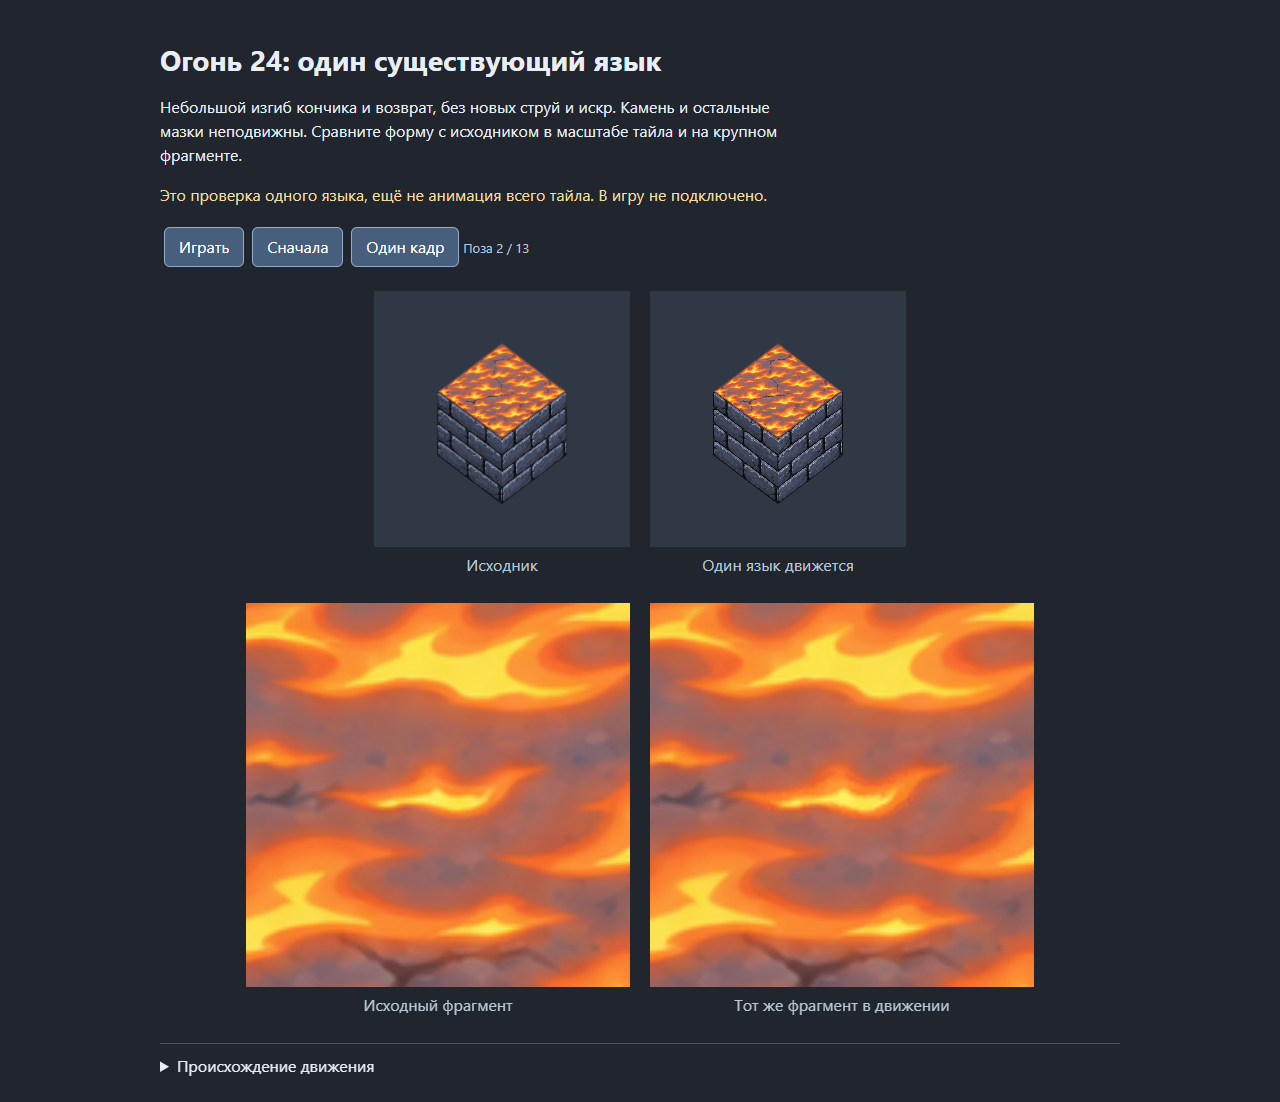 Огонь 24: один существующий язык
Небольшой изгиб кончика и возврат, без новых струй и искр. Камень и остальные
мазки неподвижны. Сравните форму с исходником в масштабе тайла и на крупном
фрагменте.
Это проверка одного языка, ещё не анимация всего тайла. В игру не подключено.
Играть Сначала Один кадр Поза 2 / 13
Исходник Один язык движется
Исходный фрагмент Тот же фрагмент в движении
Происхождение движения